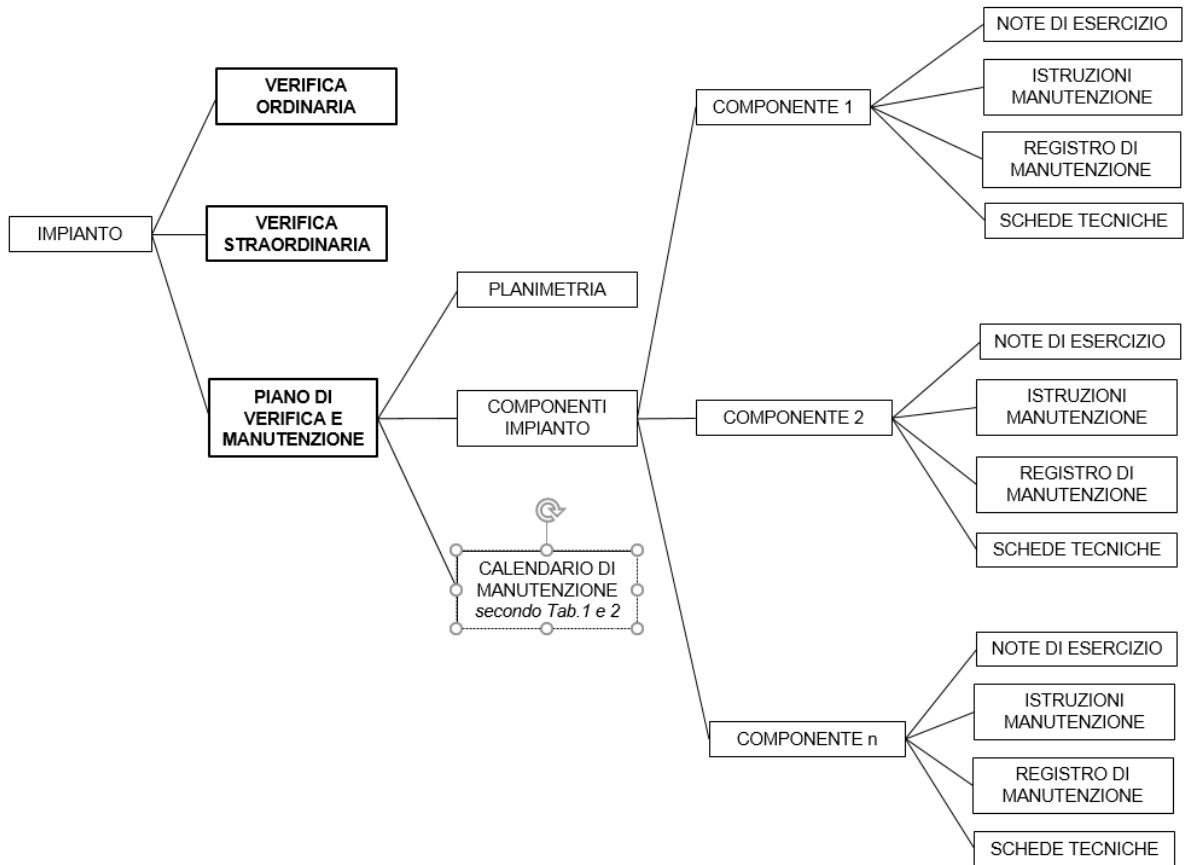 IMPIANTO
VERIFICA
ORDINARIA
VERIFICA
STRAORDINARIA
PIANO DI
VERIFICA E
MANUTENZIONE
PLANIMETRIA
COMPONENTI
IMPIANTO
CALENDARIO DI
MANUTENZIONE
secondo Tab.1 e 2
COMPONENTE 1
NOTE DI ESERCIZIO
ISTRUZIONI
MANUTENZIONE
REGISTRO DI
MANUTENZIONE
SCHEDE TECNICHE
COMPONENTE 2
NOTE DI ESERCIZIO
ISTRUZIONI
MANUTENZIONE
REGISTRO DI
MANUTENZIONE
SCHEDE TECNICHE
COMPONENTE n
NOTE DI ESERCIZIO
ISTRUZIONI
MANUTENZIONE
REGISTRO DI
MANUTENZIONE
SCHEDE TECNICHE